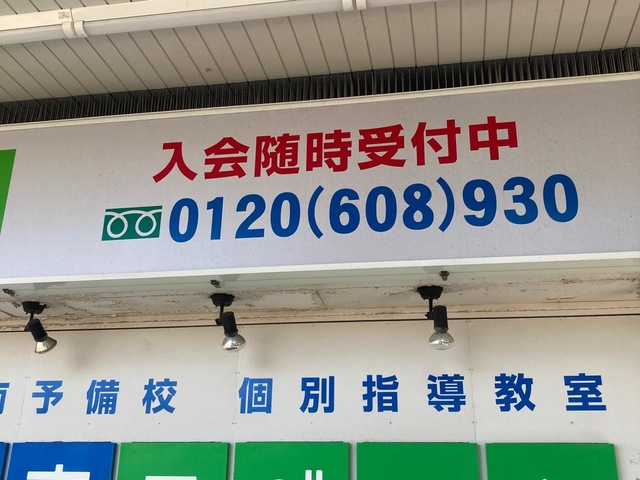 入会随時受付中
0120(608)930
予備校 個別指導教室